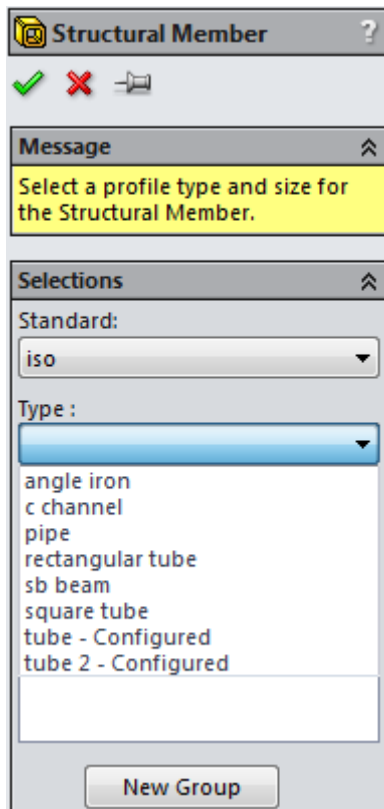 Structural Member ?
Message
Select a profile type and size for
the Structural Member.
Selections
Standard:
iso
Type :
angle iron
c channel
pipe
rectangular tube
sb beam
square tube
tube - Configured
tube 2 - Configured
New Group